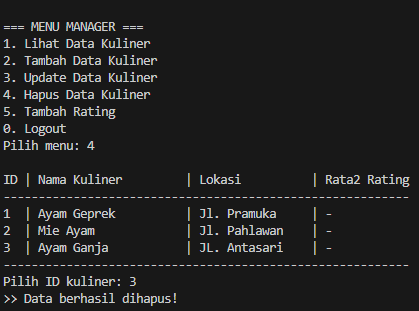 === MENU MANAGER ===
1. Lihat Data Kuliner
2. Tambah Data Kuliner
3. Update Data Kuliner
4. Hapus Data Kuliner
5. Tambah Rating
0. Logout
Pilih menu: 4

ID | Nama Kuliner         | Lokasi          | Rata2 Rating
----------------------------------------------------------
1  | Ayam Geprek          | Jl. Pramuka     | -
2  | Mie Ayam             | Jl. Pahlawan    | -
3  | Ayam Ganja           | JL. Antasari    | -
----------------------------------------------------------
Pilih ID kuliner: 3
>> Data berhasil dihapus!